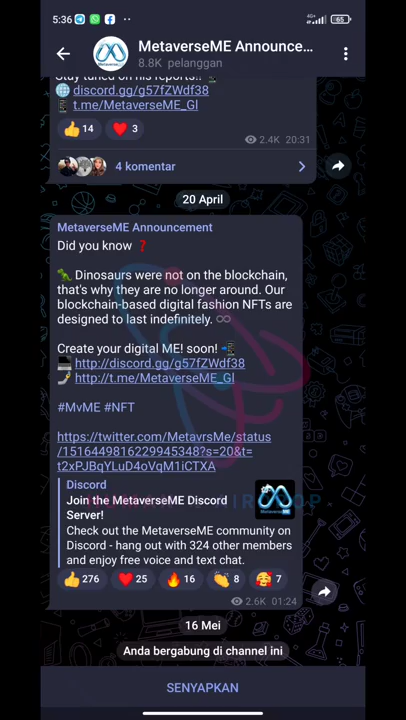 5:36
4G+
65
MetaverseME Announce...
8.8K pelanggan
Stay tuned on his reports!!
discord.gg/g57fZWdf38
t.me/MetaverseME_Gl
14 3
2.4K 20:31
4 komentar
20 April
MetaverseME Announcement
Did you know ❓
🦖 Dinosaurs were not on the blockchain,
that's why they are no longer around. Our
blockchain-based digital fashion NFTs are
designed to last indefinitely. ♾
Create your digital ME! soon! 📲
http://discord.gg/g57fZWdf38
http://t.me/MetaverseME_Gl
#MvME #NFT
https://twitter.com/MetavrsMe/status
/1516449816229945348?s=20&t=
t2xPJBqYLuD4oVqM1iCTXA
Discord
Join the MetaverseME Discord
Server!
Check out the MetaverseME community on
Discord - hang out with 324 other members
and enjoy free voice and text chat.
276 25 16 8 7
2.6K 01:24
16 Mei
Anda bergabung di channel ini
SENYAPKAN